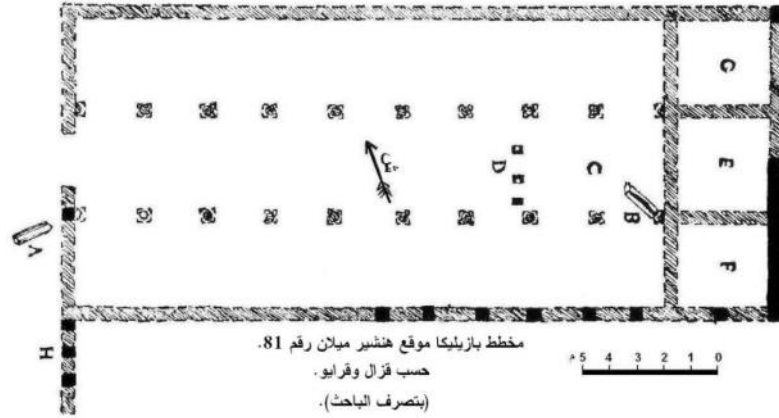 C
E
F
C
D
B
A
H
مخطط بازيليكا موقع هنشير ميلان رقم 81.
حسب قزال وقرايو.
(بتصرف الباحث).
5 4 3 2 1 0
م